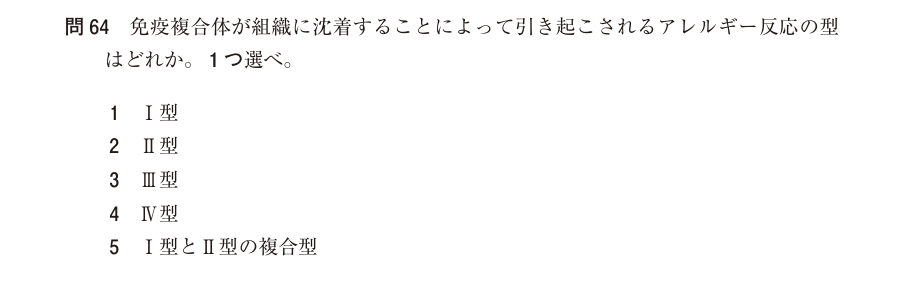 問 64　免疫複合体が組織に沈着することによって引き起こされるアレルギー反応の型
はどれか。1つ選べ。
1　Ⅰ型
2　Ⅱ型
3　Ⅲ型
4　Ⅳ型
5　Ⅰ型とⅡ型の複合型